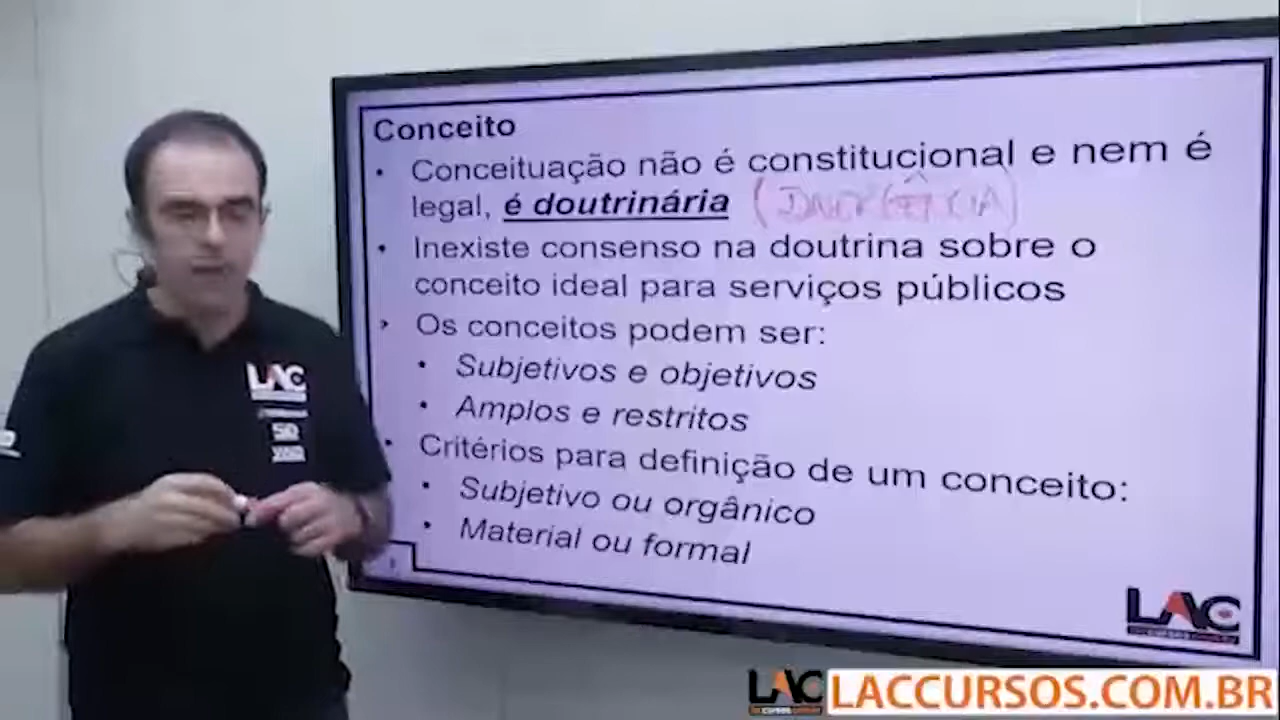 Conceito
• Conceituação não é constitucional e nem é
legal, é doutrinária
• Inexiste consenso na doutrina sobre o
conceito ideal para serviços públicos
• Os conceitos podem ser:
• Subjetivos e objetivos
• Amplos e restritos
• Critérios para definição de um conceito:
• Subjetivo ou orgânico
• Material ou formal
LAC
LAC
LAC
LACCURSOS.COM.BR